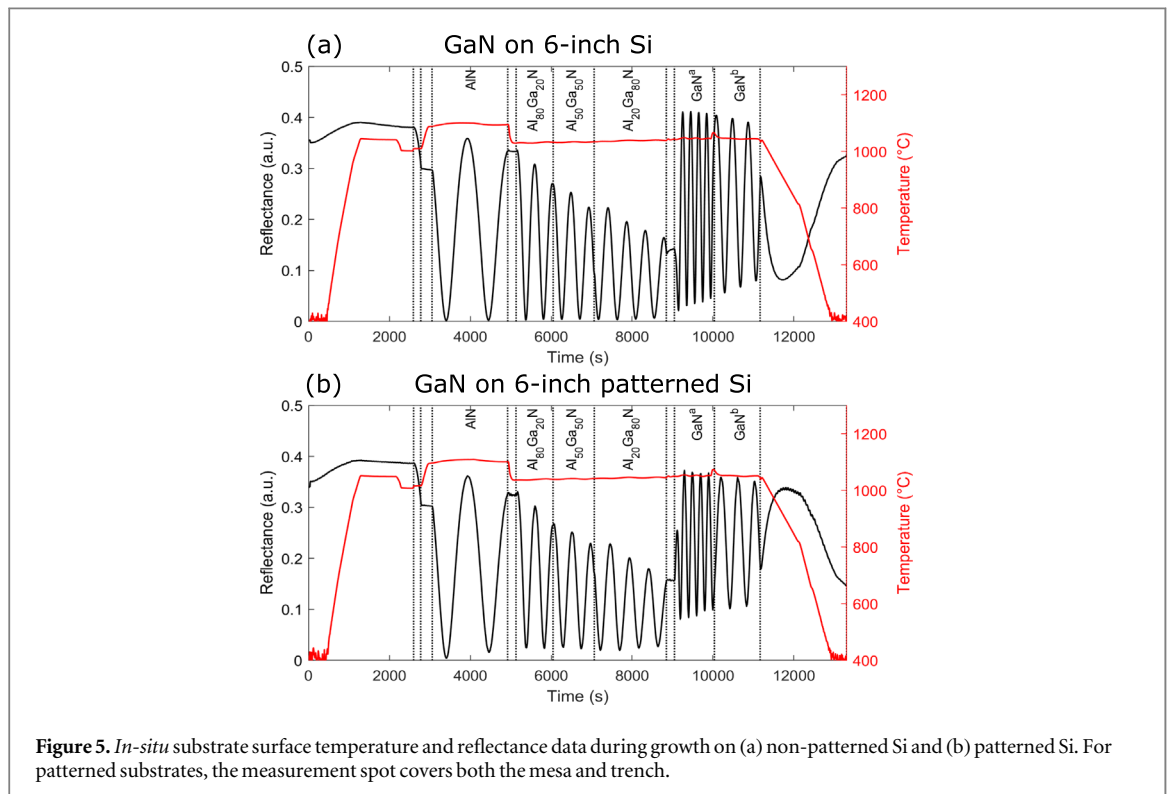 (a) GaN on 6-inch Si
0.5
0.4
0.3
0.2
0.1
0
Reflectance (a.u.)
AlN
Al80Ga20N
Al50Ga50N
Al20Ga80N
GaNa
GaNb
1200
1000
800
600
400
Temperature (°C)
0 2000 4000 6000 8000 10000 12000
Time (s)
(b) GaN on 6-inch patterned Si
0.5
0.4
0.3
0.2
0.1
0
Reflectance (a.u.)
AlN
Al80Ga20N
Al50Ga50N
Al20Ga80N
GaNa
GaNb
1200
1000
800
600
400
Temperature (°C)
0 2000 4000 6000 8000 10000 12000
Time (s)
Figure 5. In-situ substrate surface temperature and reflectance data during growth on (a) non-patterned Si and (b) patterned Si. For
patterned substrates, the measurement spot covers both the mesa and trench.